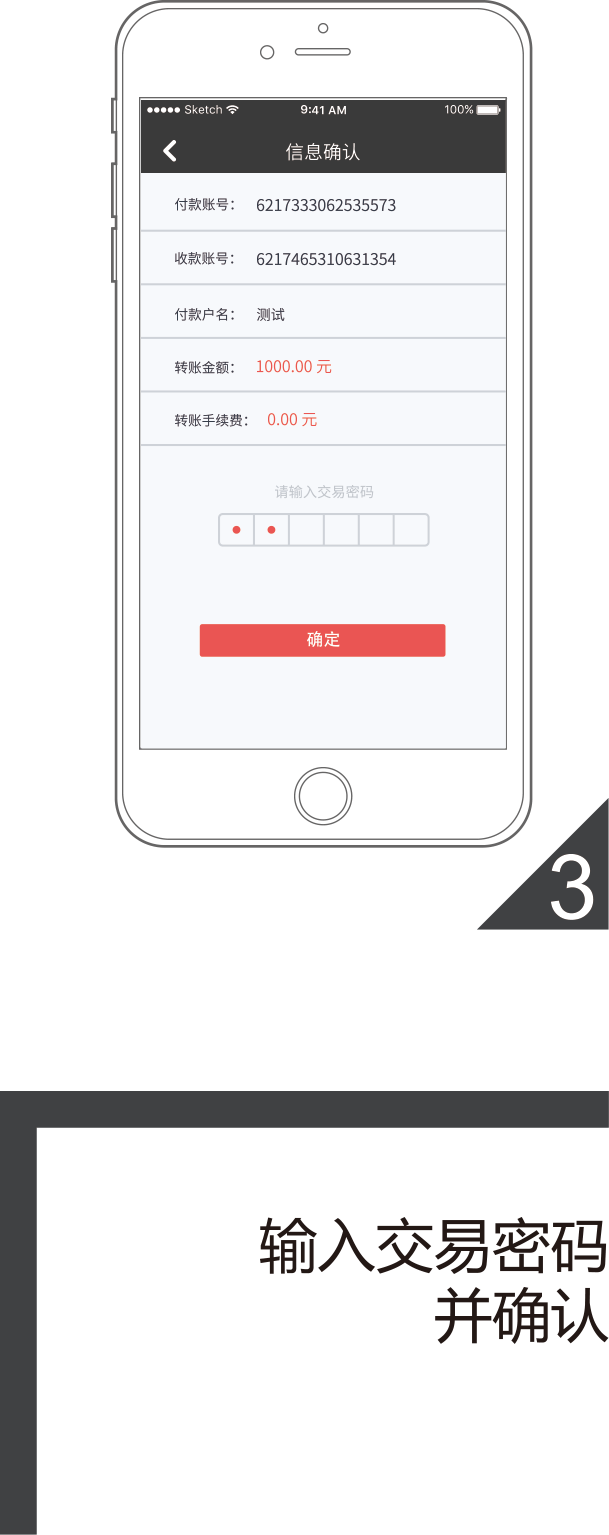 Sketch 9:41 AM 100%
信息确认
付款账号： 6217333062535573
收款账号： 6217465310631354
付款户名： 测试
转账金额： 1000.00 元
转账手续费： 0.00 元
请输入交易密码
确定
3
输入交易密码
并确认